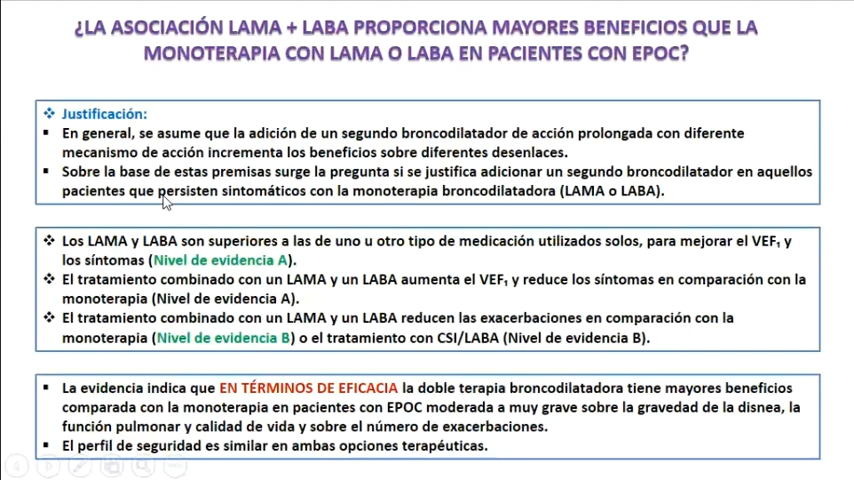 ¿LA ASOCIACIÓN LAMA + LABA PROPORCIONA MAYORES BENEFICIOS QUE LA
MONOTERAPIA CON LAMA O LABA EN PACIENTES CON EPOC?
❖ Justificación:
▪ En general, se asume que la adición de un segundo broncodilatador de acción prolongada con diferente
mecanismo de acción incrementa los beneficios sobre diferentes desenlaces.
▪ Sobre la base de estas premisas surge la pregunta si se justifica adicionar un segundo broncodilatador en aquellos
pacientes que persisten sintomáticos con la monoterapia broncodilatadora (LAMA o LABA).
❖ Los LAMA y LABA son superiores a las de uno u otro tipo de medicación utilizados solos, para mejorar el VEF₁ y
los síntomas (Nivel de evidencia A).
❖ El tratamiento combinado con un LAMA y un LABA aumenta el VEF₁ y reduce los síntomas en comparación con la
monoterapia (Nivel de evidencia A).
❖ El tratamiento combinado con un LAMA y un LABA reducen las exacerbaciones en comparación con la
monoterapia (Nivel de evidencia B) o el tratamiento con CSI/LABA (Nivel de evidencia B).
▪ La evidencia indica que EN TÉRMINOS DE EFICACIA la doble terapia broncodilatadora tiene mayores beneficios
comparada con la monoterapia en pacientes con EPOC moderada a muy grave sobre la gravedad de la disnea, la
función pulmonar y calidad de vida y sobre el número de exacerbaciones.
▪ El perfil de seguridad es similar en ambas opciones terapéuticas.